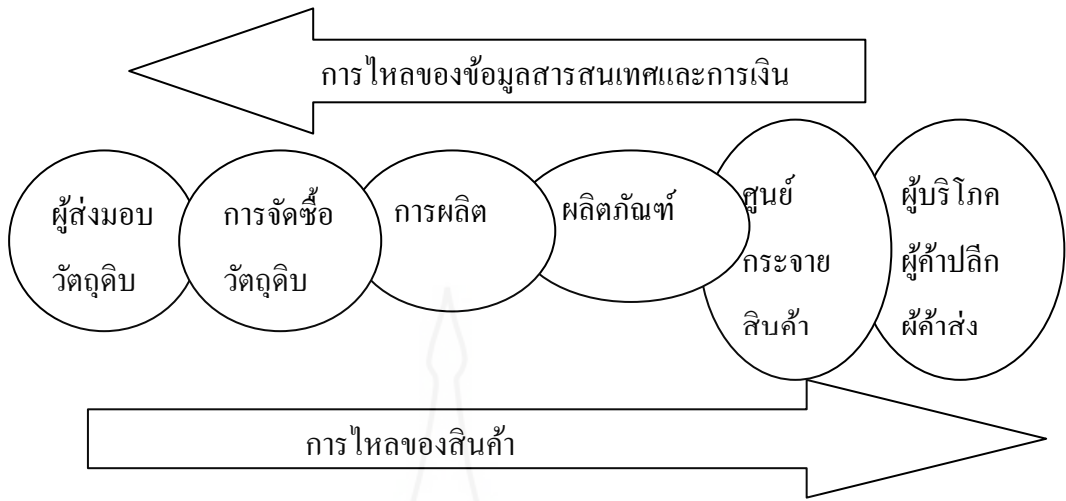 การไหลของข้อมูลสารสนเทศและการเงิน
ผู้ส่งมอบ
วัตถุดิบ
การจัดซื้อ
วัตถุดิบ
การผลิต
ผลิตภัณฑ์
ศูนย์
กระจาย
สินค้า
ผู้บริโภค
ผู้ค้าปลีก
ผ้ค้าส่ง
การไหลของสินค้า